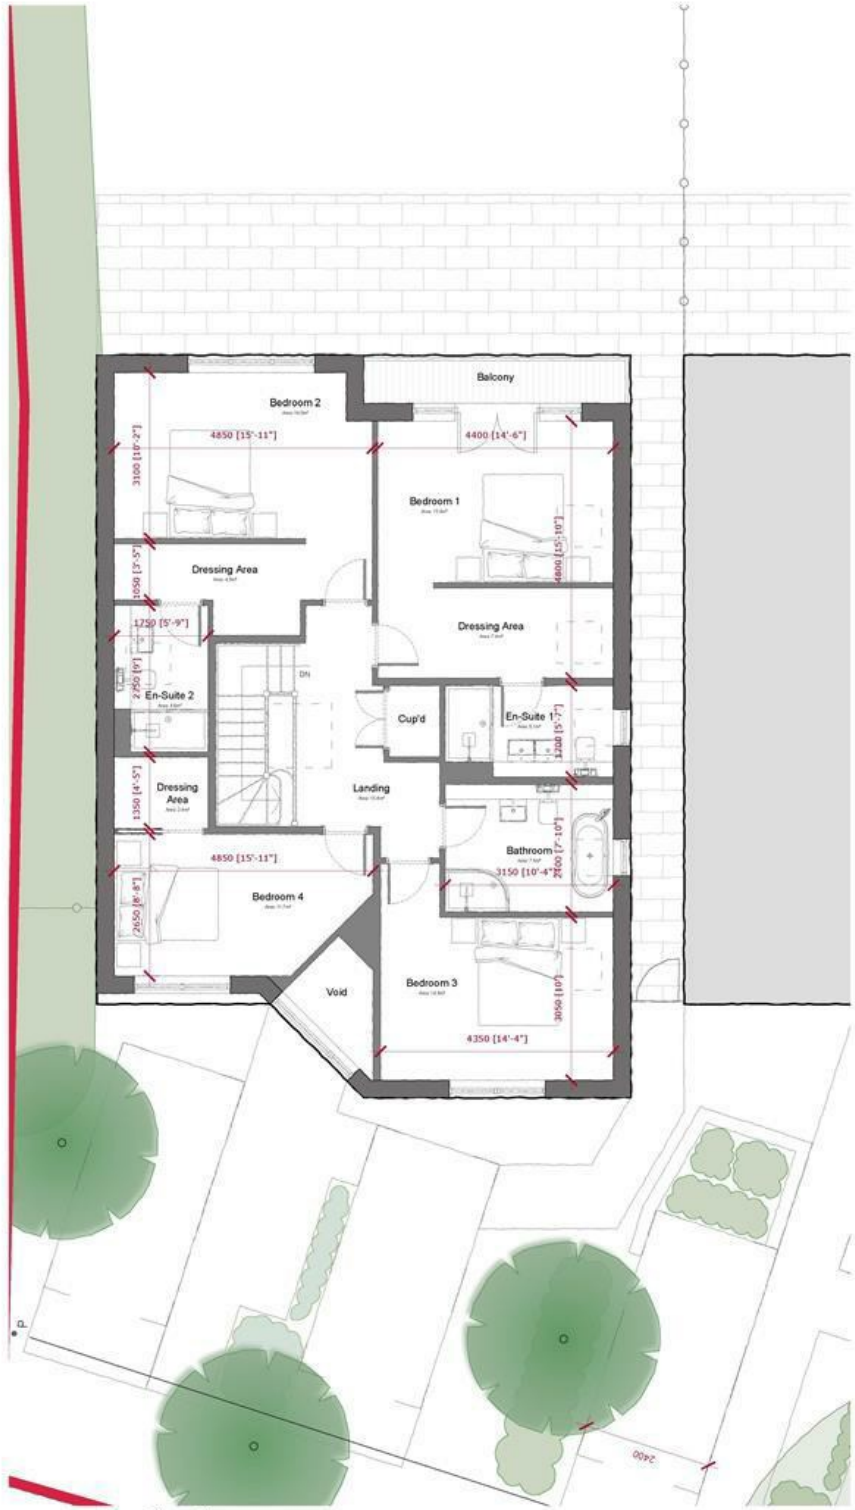 Balcony
Bedroom 2
4850 [15'-11"]
4400 [14'-6"]
3100 [10'-2"]
Bedroom 1
4800 [15'-10"]
Dressing Area
1050 [3'-5"]
Dressing Area
1750 [5'-9"]
DN
2750 [9']
En-Suite 2
Cup'd
En-Suite 1
1700 [5'-7"]
1350 [4'-5"]
Dressing
Area
Landing
Bathroom
2400 [7'-10"]
3150 [10'-4"]
4850 [15'-11"]
Bedroom 4
2650 [8'-8"]
Void
Bedroom 3
3050 [10']
4350 [14'-4"]
P
2400